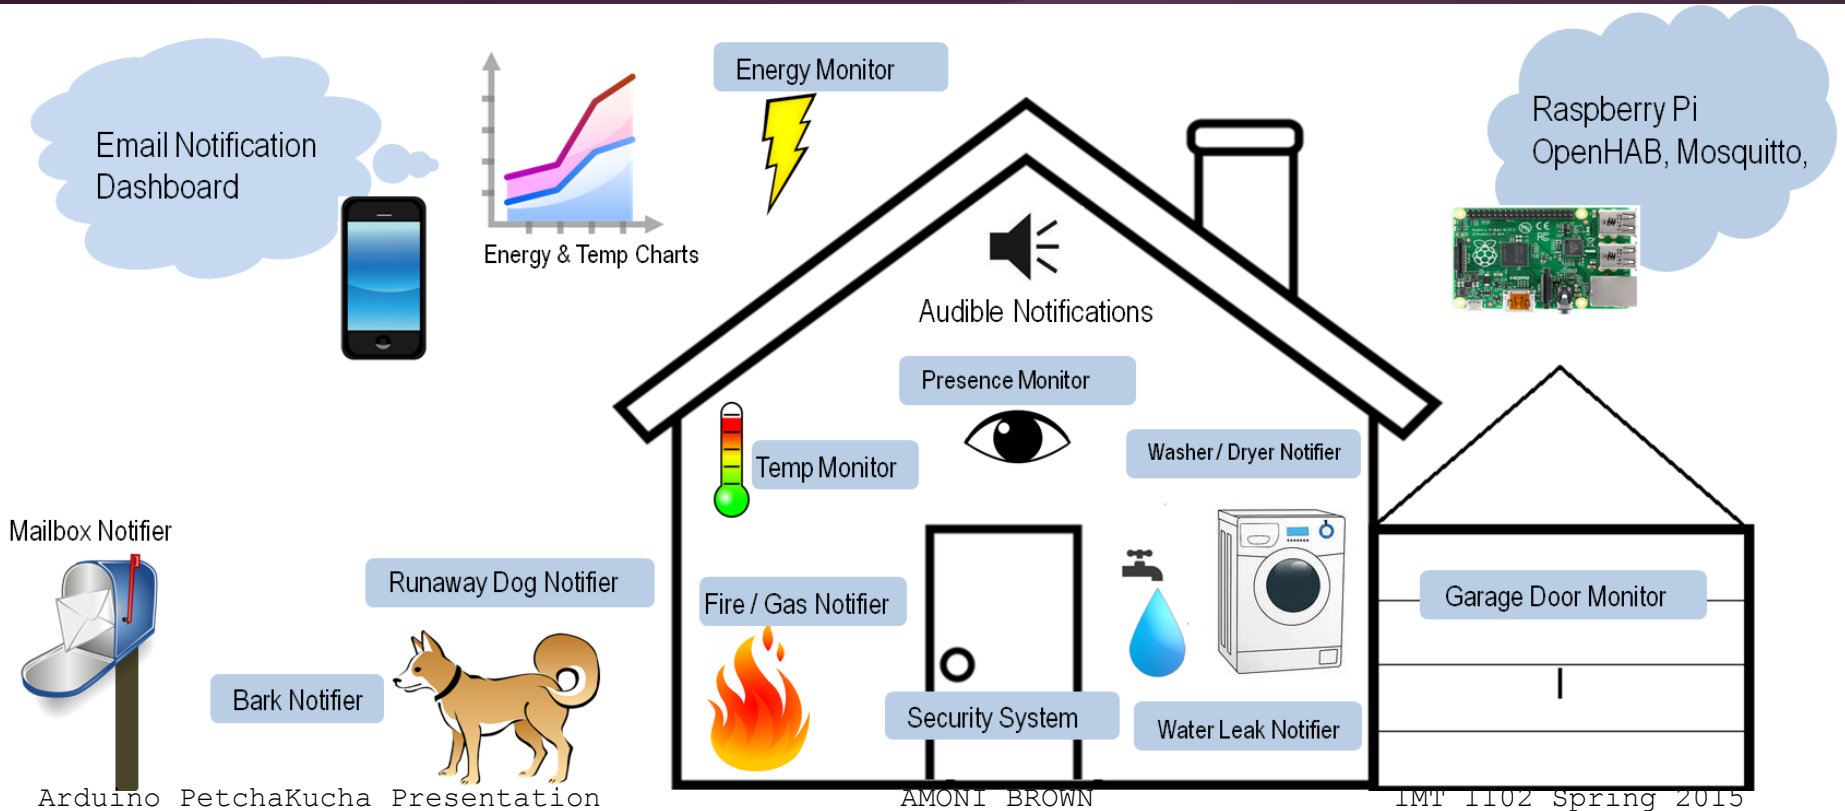 Energy Monitor
Email Notification
Dashboard
Raspberry Pi
OpenHAB, Mosquitto,
Energy & Temp Charts
Audible Notifications
Presence Monitor
Temp Monitor
Washer / Dryer Notifier
Mailbox Notifier
Runaway Dog Notifier
Fire / Gas Notifier
Garage Door Monitor
Bark Notifier
Security System
Water Leak Notifier
Arduino PetchaKucha Presentation
AMONI BROWN
IMT 1102 Spring 2015